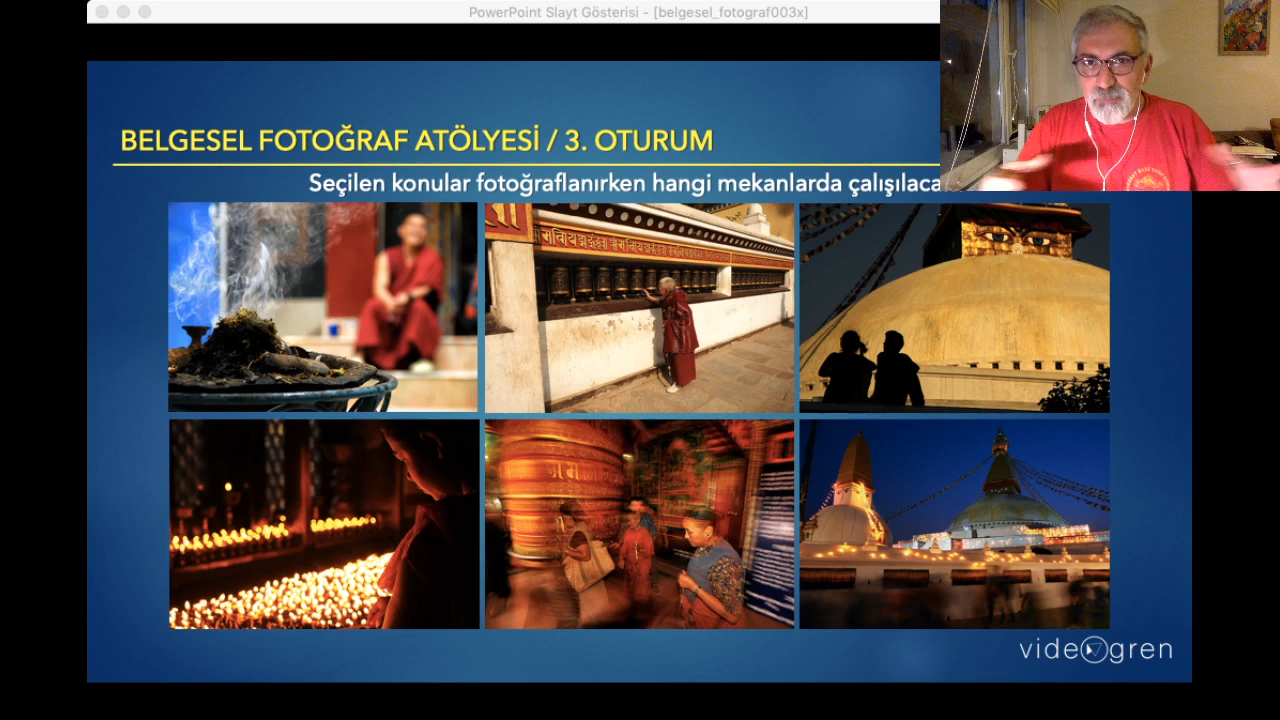 PowerPoint Slayt Gösterisi - [belgesel_fotograf003x]
BELGESEL FOTOĞRAF ATÖLYESİ / 3. OTURUM
Seçilen konular fotoğraflanırken hangi mekanlarda çalışılaca
videogren